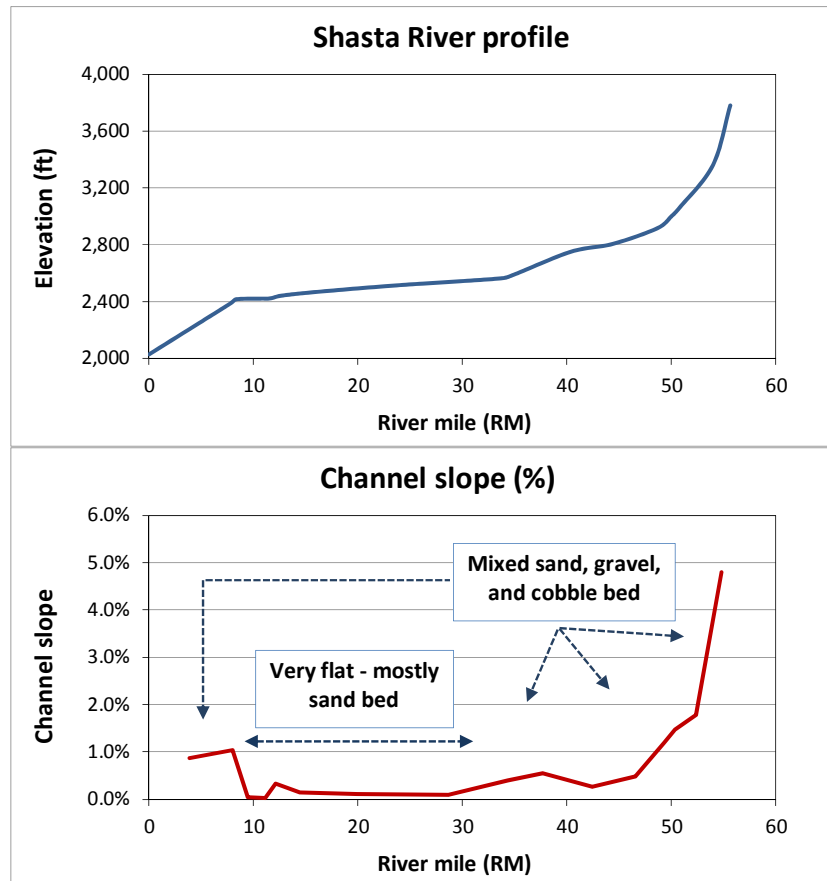 Shasta River profile
4,000
3,600
3,200
2,800
2,400
2,000
Elevation (ft)
0 10 20 30 40 50 60
River mile (RM)
Channel slope (%)
6.0%
5.0%
4.0%
3.0%
2.0%
1.0%
0.0%
Channel slope
Mixed sand, gravel,
and cobble bed
Very flat - mostly
sand bed
0 10 20 30 40 50 60
River mile (RM)